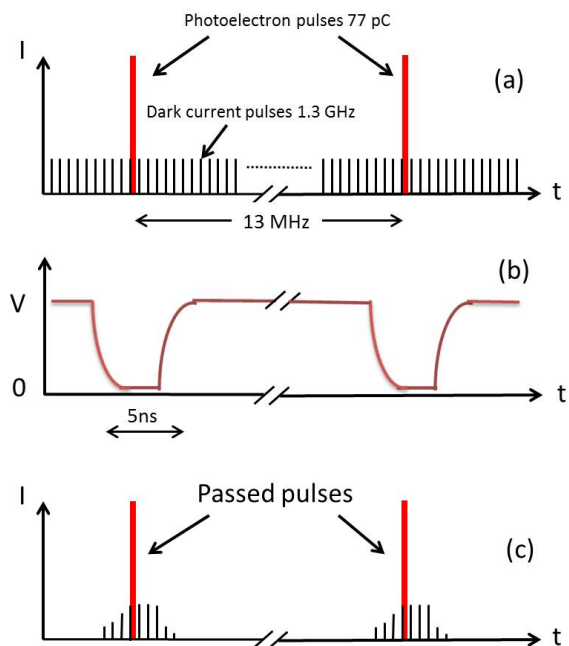 Photoelectron pulses 77 pC
I
(a)
Dark current pulses 1.3 GHz
t
13 MHz
(b)
V
0
t
5ns
I
Passed pulses
(c)
t